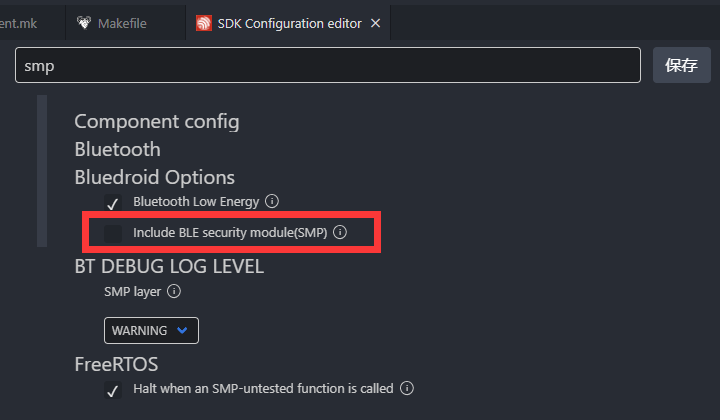 ent.mk
Makefile
SDK Configuration editor
smp
保存
Component config
Bluetooth
Bluedroid Options
Bluetooth Low Energy
Include BLE security module(SMP)
BT DEBUG LOG LEVEL
SMP layer
WARNING
FreeRTOS
Halt when an SMP-untested function is called